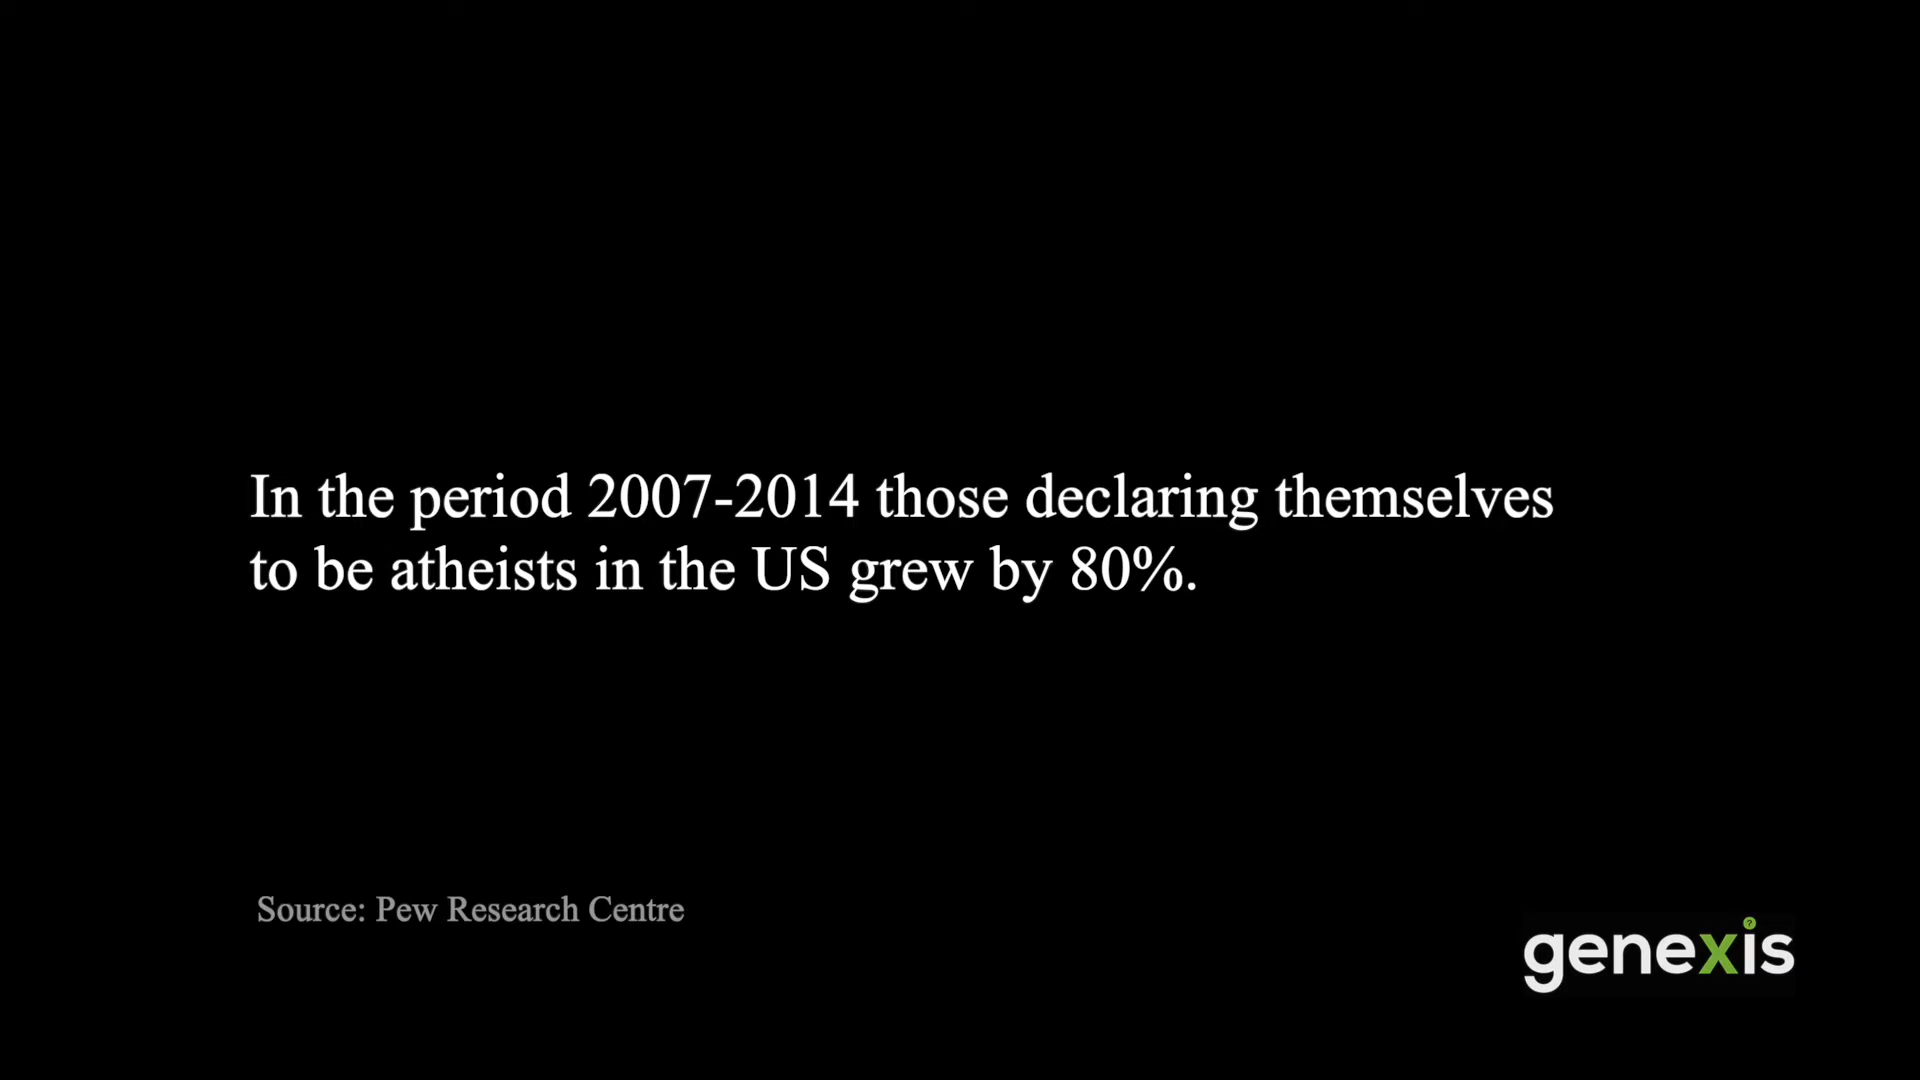 In the period 2007-2014 those declaring themselves
to be atheists in the US grew by 80%.
Source: Pew Research Centre
genexis